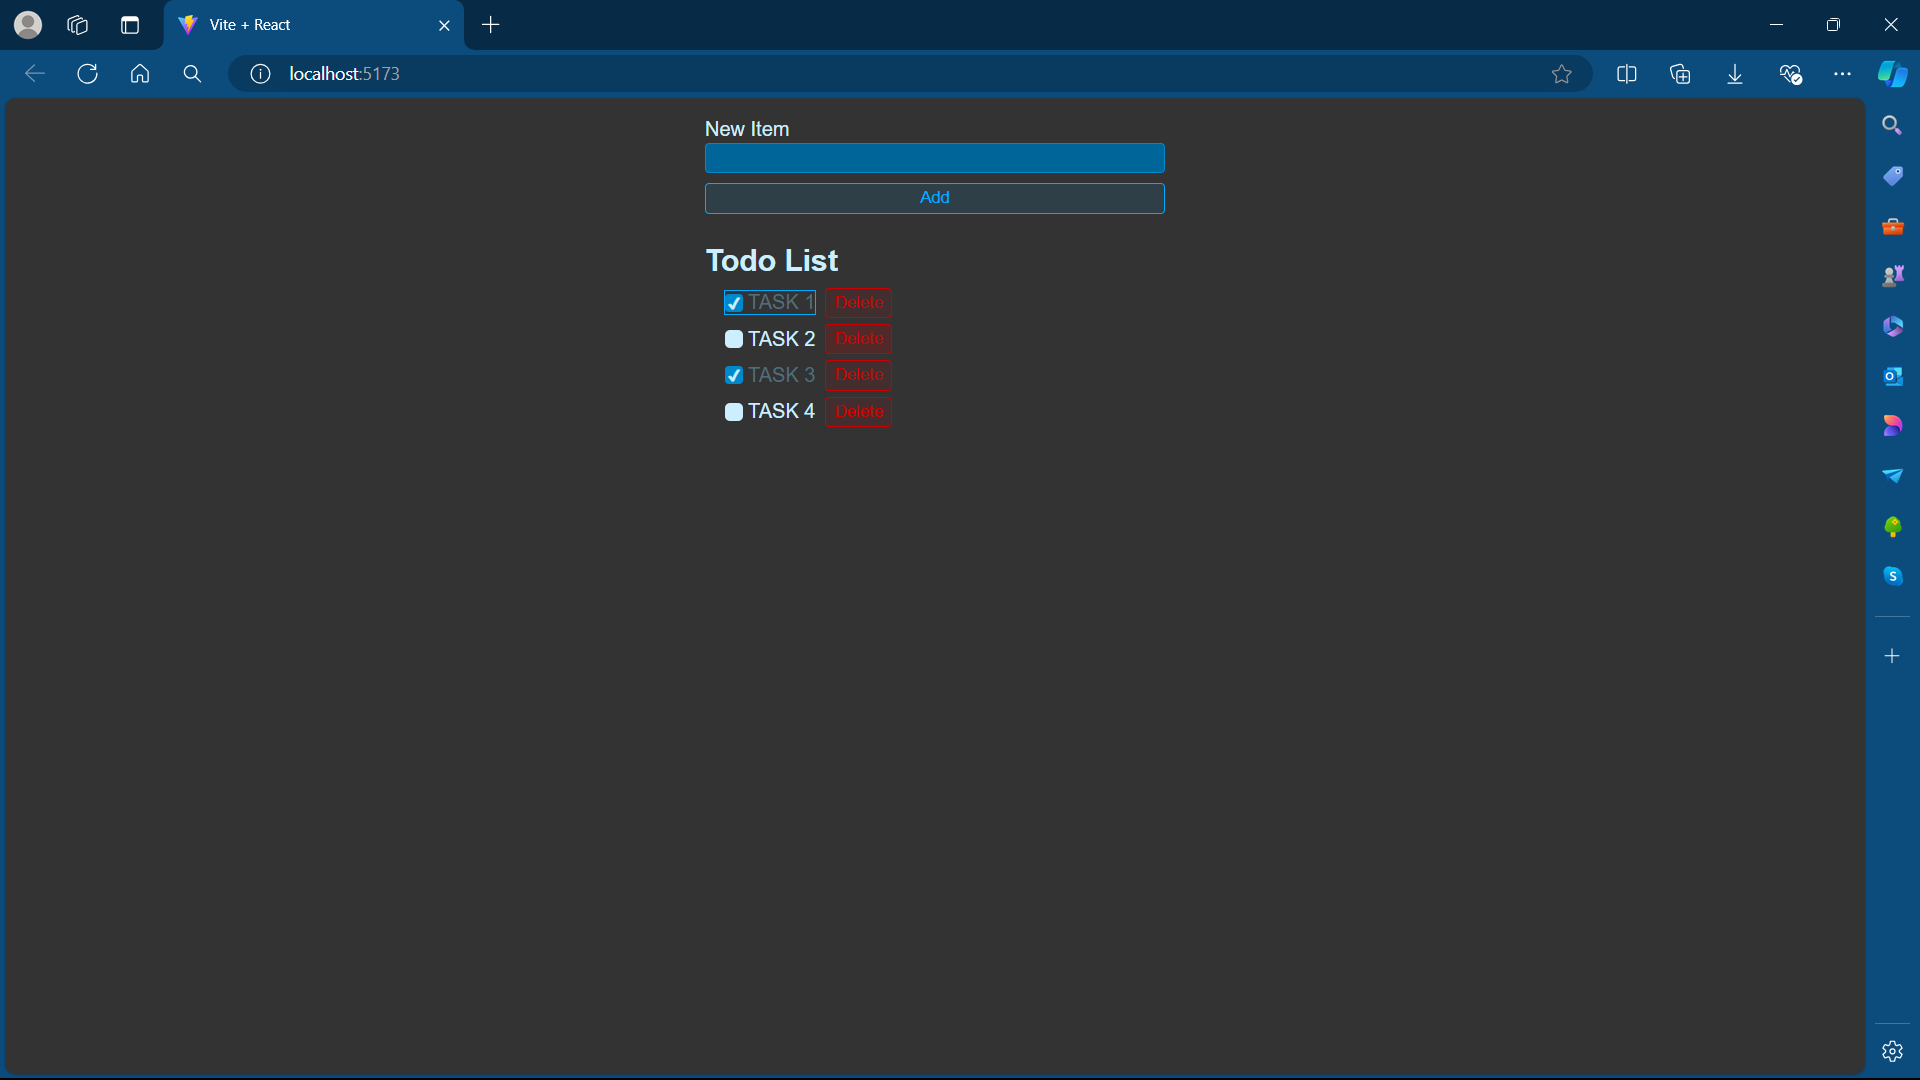 Vite + React
localhost:5173
New Item
Add
Todo List
TASK 1 Delete
TASK 2 Delete
TASK 3 Delete
TASK 4 Delete